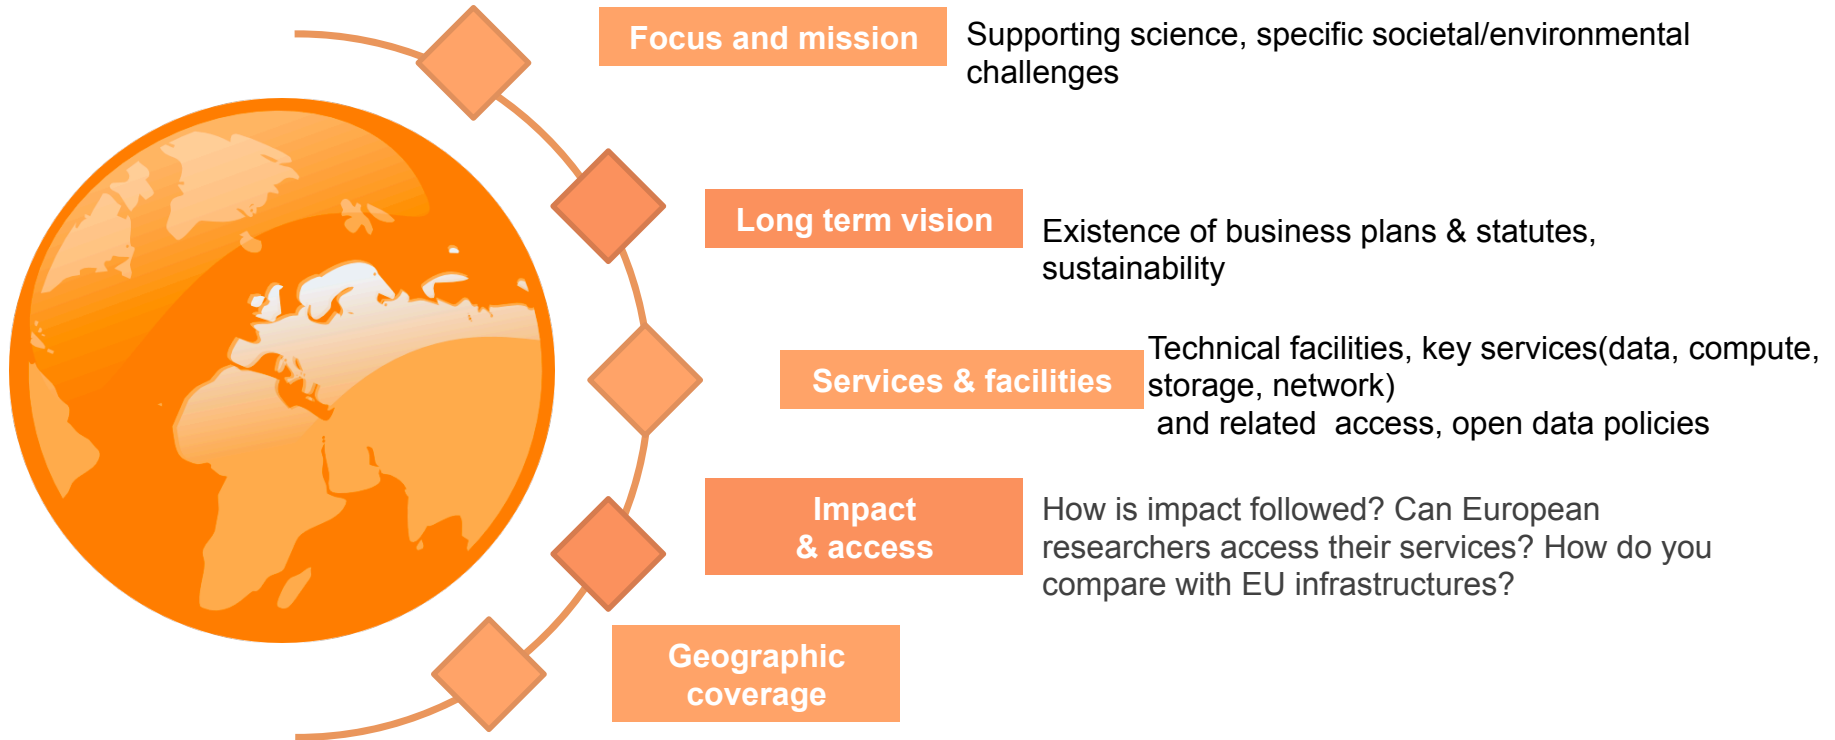 Focus and mission
Supporting science, specific societal/environmental
challenges
Long term vision
Existence of business plans & statutes,
sustainability
Services & facilities
Technical facilities, key services(data, compute,
storage, network)
and related  access, open data policies
Impact
& access
How is impact followed? Can European
researchers access their services? How do you
compare with EU infrastructures?
Geographic
coverage